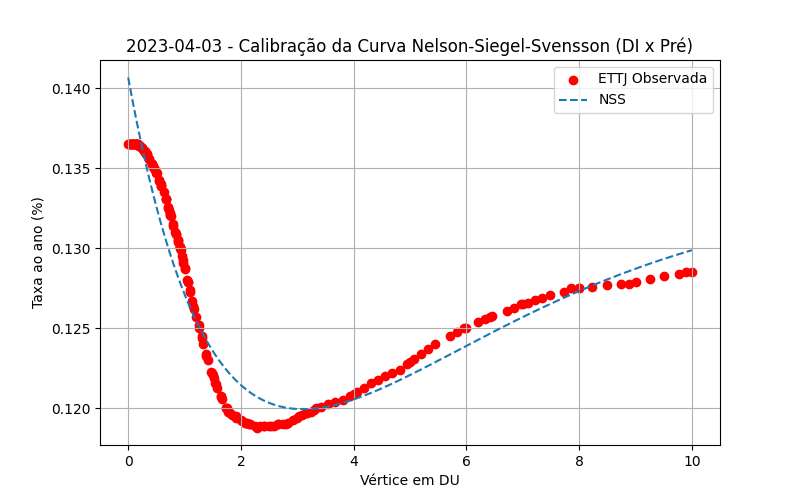 2023-04-03 - Calibração da Curva Nelson-Siegel-Svensson (DI x Pré)
ETTJ Observada
NSS
Taxa ao ano (%)
0.140
0.135
0.130
0.125
0.120
0 2 4 6 8 10
Vértice em DU